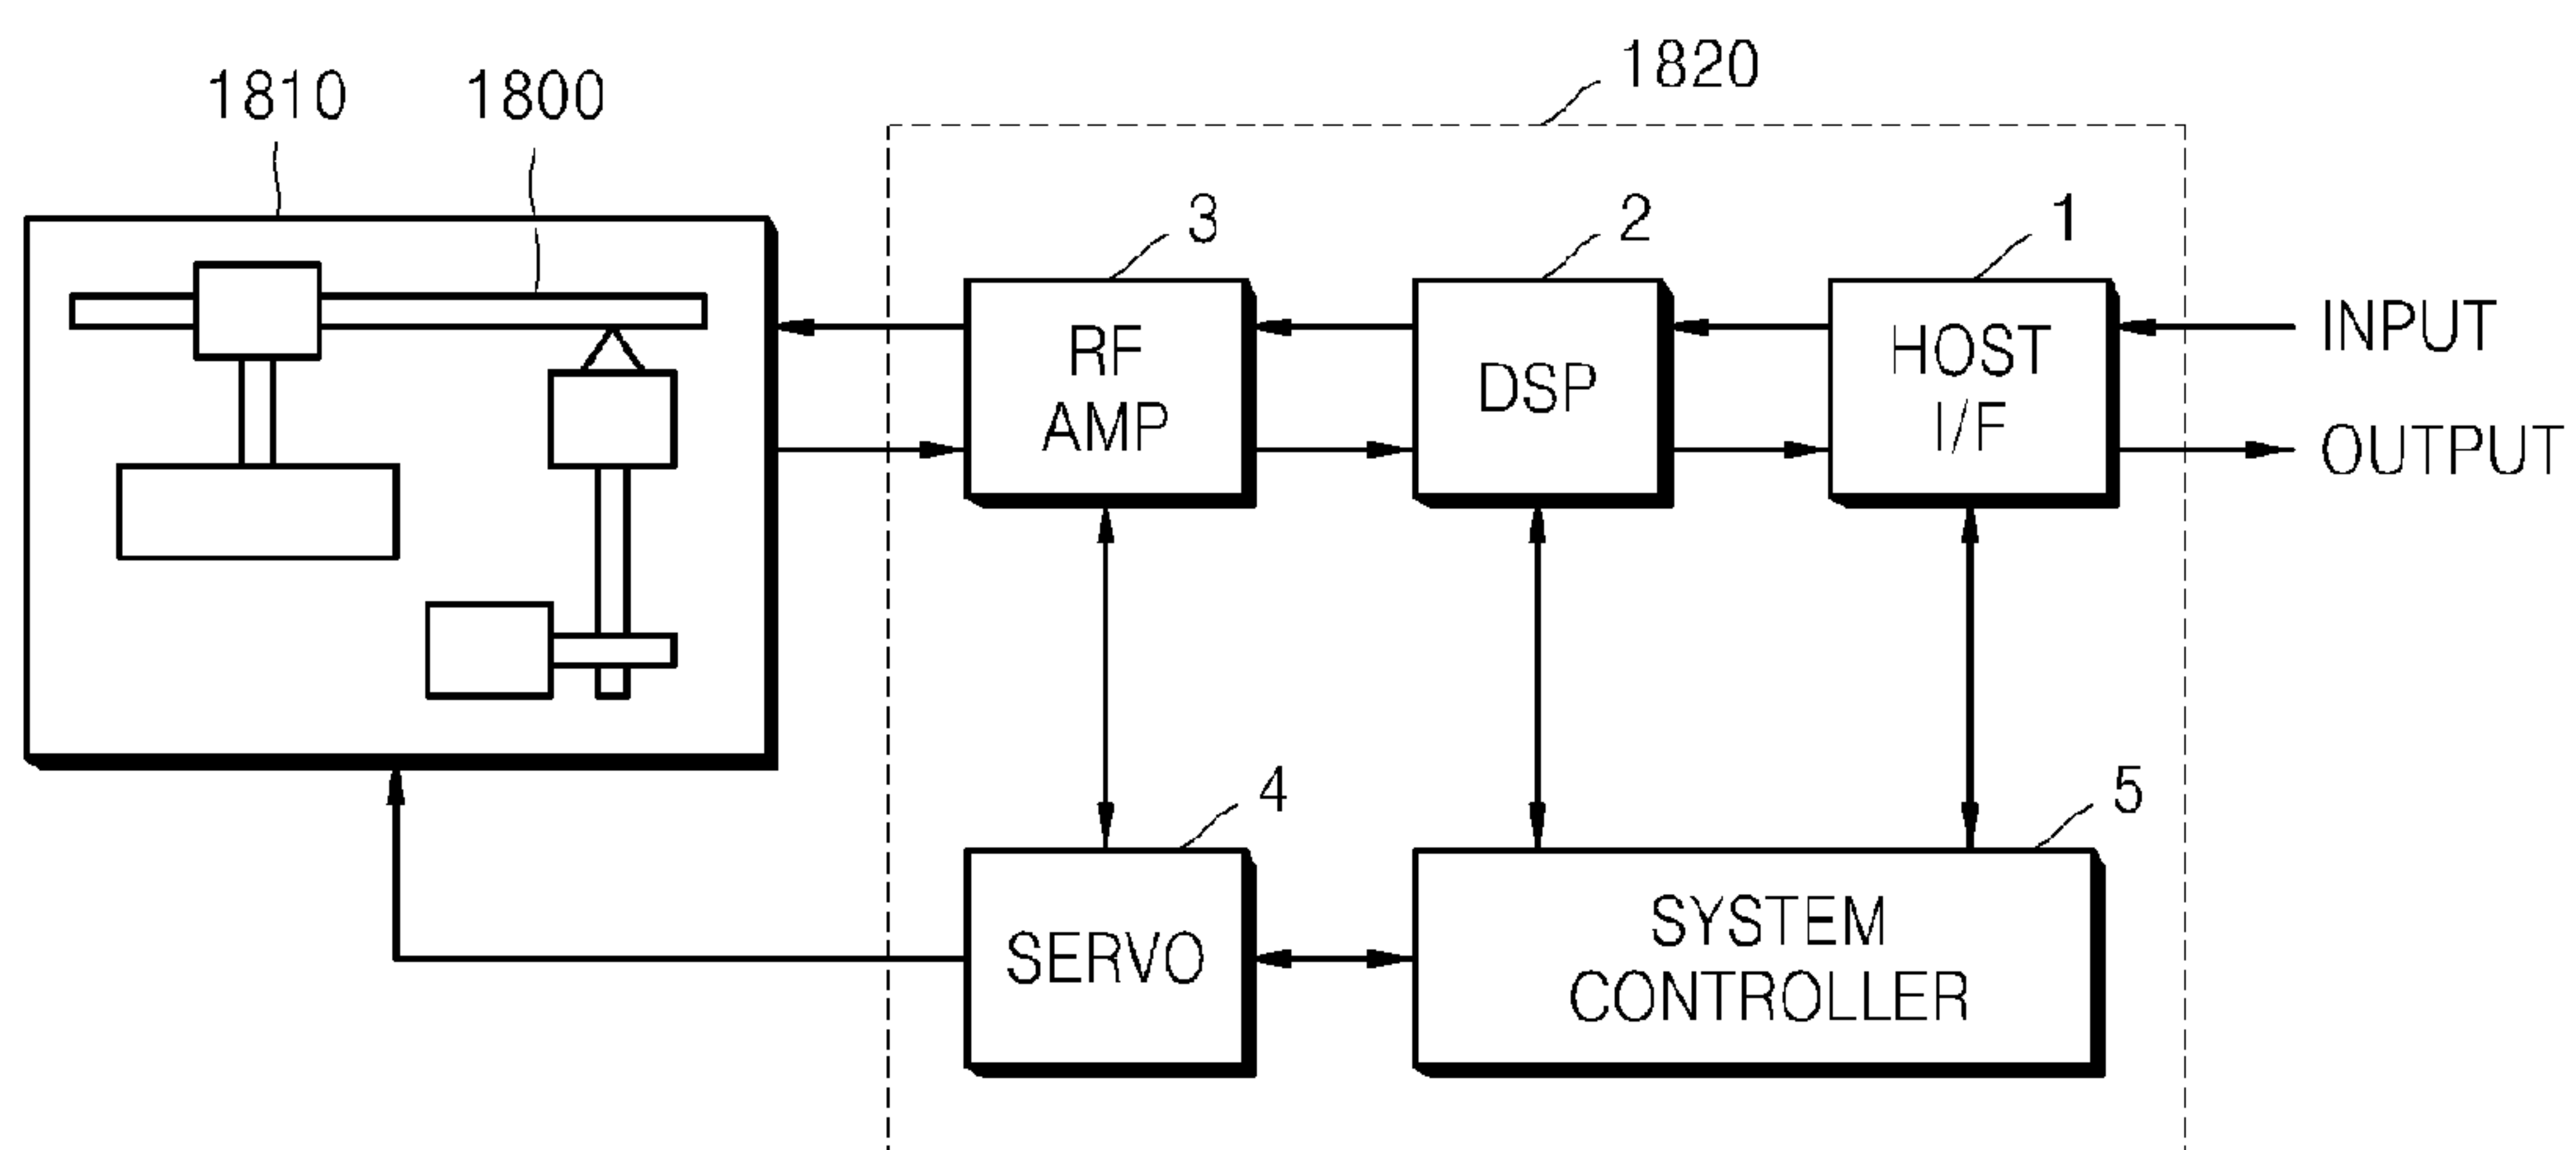 1820
1810
1800
3
2
1
RF
AMP
DSP
HOST
I/F
INPUT
OUTPUT
4
5
SERVO
SYSTEM
CONTROLLER